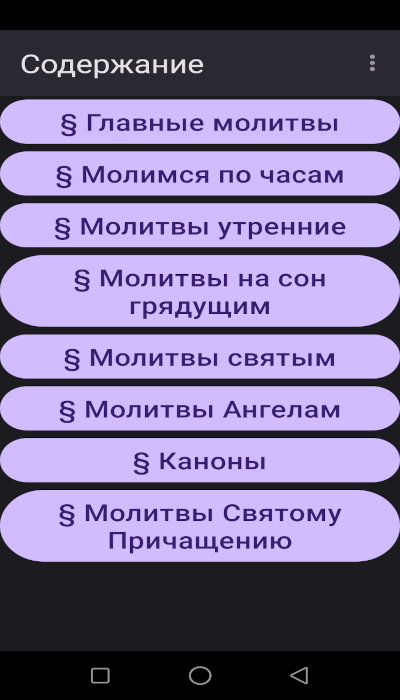 Содержание
§ Главные молитвы
§ Молимся по часам
§ Молитвы утренние
§ Молитвы на сон
грядущим
§ Молитвы святым
§ Молитвы Ангелам
§ Каноны
§ Молитвы Святому
Причащению